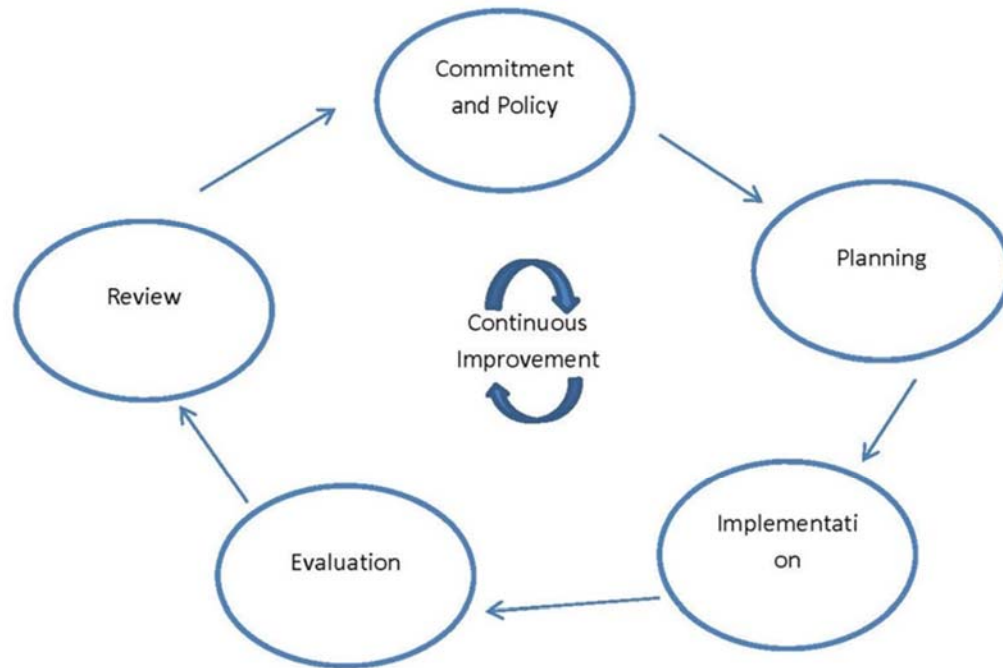 Commitment
and Policy
Planning
Implementati
on
Evaluation
Review
Continuous
Improvement